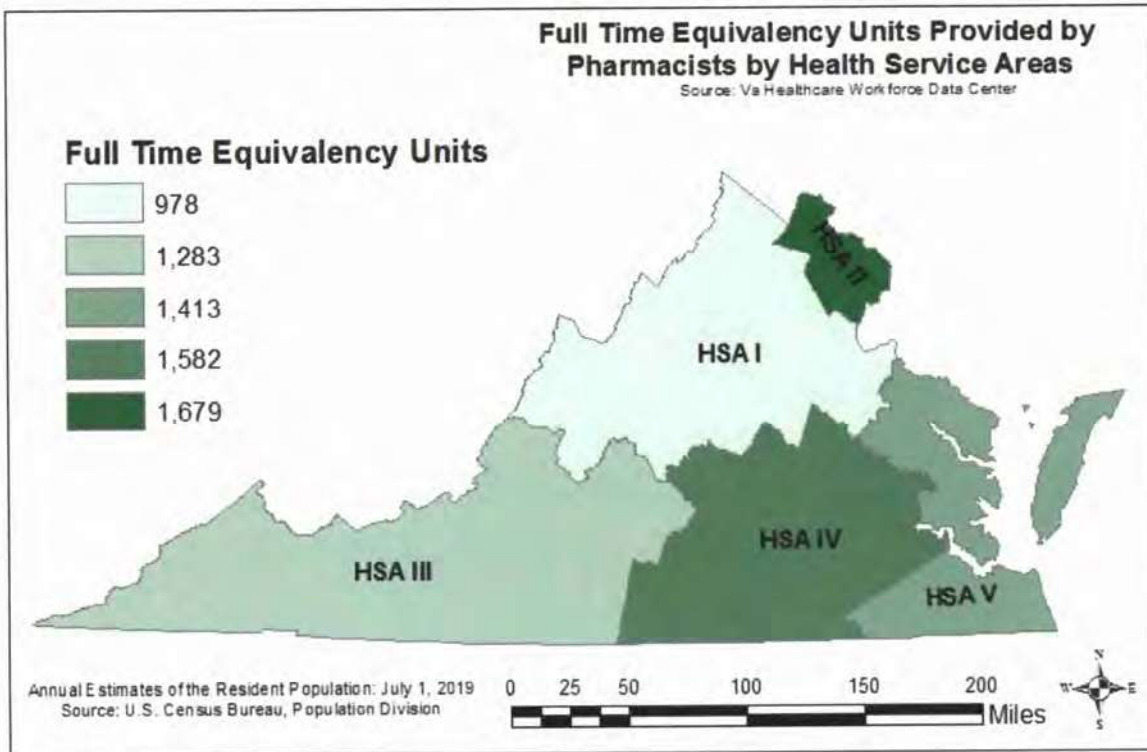 Full Time Equivalency Units Provided by
Pharmacists by Health Service Areas
Source: Va Healthcare Workforce Data Center
Full Time Equivalency Units
978
1,283
1,413
1,582
1,679
HSA II
HSA I
HSA IV
HSA III
HSA V
Annual Estimates of the Resident Population: July 1, 2019
Source: U.S. Census Bureau, Population Division
0 25 50 100 150 200
Miles
N
W E
S